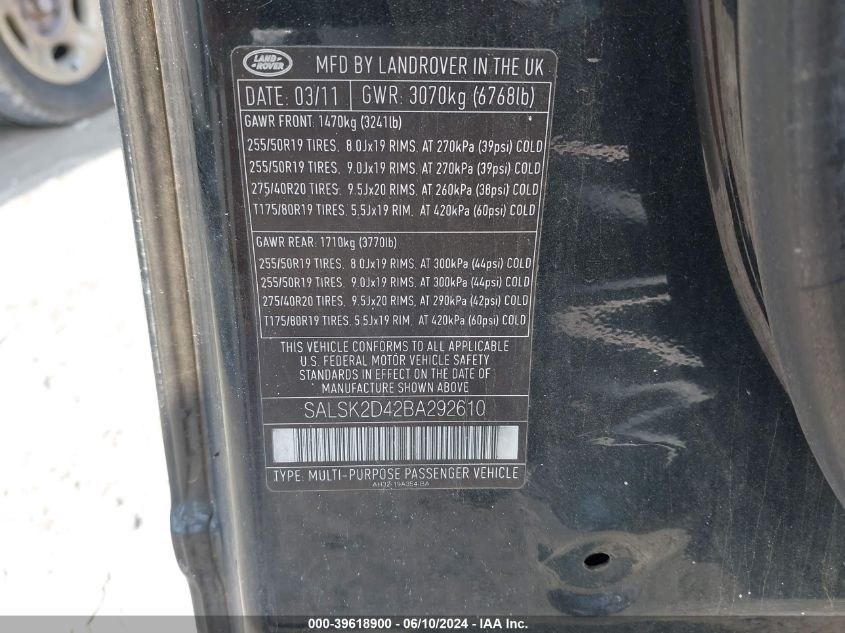 LAND ROVER
MFD BY LANDROVER IN THE UK
DATE: 03/11 GWR: 3070kg (6768lb)
GAWR FRONT: 1470kg (3241lb)
255/50R19 TIRES, 8.0Jx19 RIMS, AT 270kPa (39psi) COLD
255/50R19 TIRES, 9.0Jx19 RIMS, AT 270kPa (39psi) COLD
275/40R20 TIRES, 9.5Jx20 RIMS, AT 260kPa (38psi) COLD
T175/80R19 TIRES, 5.5Jx19 RIM, AT 420kPa (60psi) COLD
GAWR REAR: 1710kg (3770lb)
255/50R19 TIRES, 8.0Jx19 RIMS, AT 300kPa (44psi) COLD
255/50R19 TIRES, 9.0Jx19 RIMS, AT 300kPa (44psi) COLD
275/40R20 TIRES, 9.5Jx20 RIMS, AT 290kPa (42psi) COLD
T175/80R19 TIRES, 5.5Jx19 RIM, AT 420kPa (60psi) COLD
THIS VEHICLE CONFORMS TO ALL APPLICABLE
U.S. FEDERAL MOTOR VEHICLE SAFETY
STANDARDS IN EFFECT ON THE DATE OF
MANUFACTURE SHOWN ABOVE
SALSK2D42BA292610
TYPE: MULTI-PURPOSE PASSENGER VEHICLE
000-39618900 - 06/10/2024 - IAA Inc.